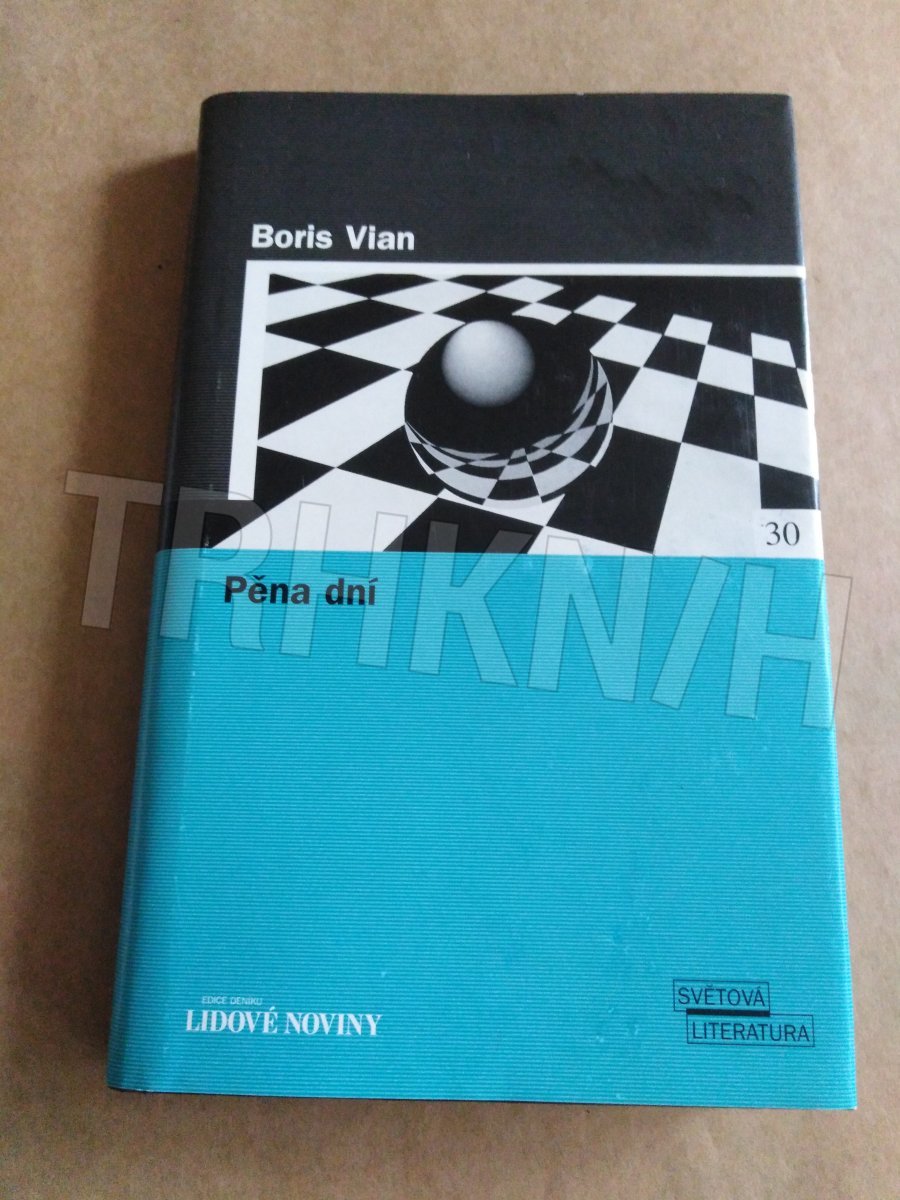 Boris Vian
30
Pěna dní
TRHKNIH
EDICE DENÍKU
LIDOVÉ NOVINY
SVĚTOVÁ
LITERATURA